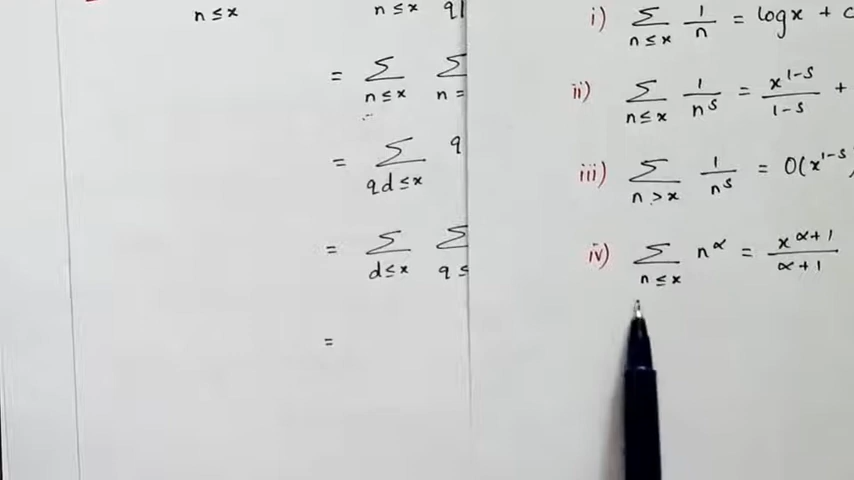 n ≤ x
∑ n ≤ x q|
= ∑ n ≤ x ∑ n =
= ∑ qd ≤ x q
= ∑ d ≤ x ∑ q ≤
=
i) ∑ n ≤ x 1/n = log x + C
ii) ∑ n ≤ x 1/n^s = x^(1-s)/(1-s) +
iii) ∑ n > x 1/n^s = O(x^(1-s))
iv) ∑ n ≤ x n^α = x^(α+1)/(α+1)